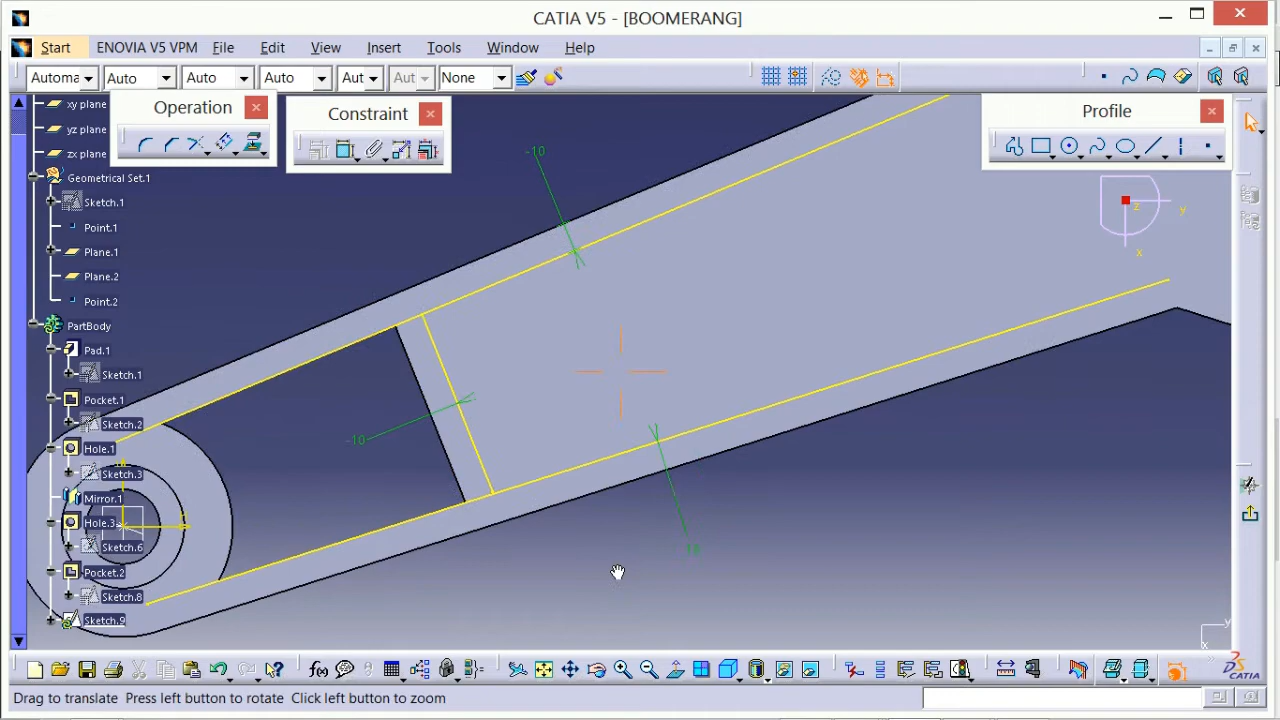 CATIA V5 - [BOOMERANG]
Start ENOVIA V5 VPM File Edit View Insert Tools Window Help
Automa Auto Auto Auto Aut Aut None
xy plane
Operation
Constraint
Profile
yz plane
zx plane
Geometrical Set.1
Sketch.1
Point.1
Plane.1
Plane.2
Point.2
PartBody
Pad.1
Sketch.1
Pocket.1
Sketch.2
Hole.1
Sketch.3
Mirror.1
Hole.3
Sketch.6
Pocket.2
Sketch.8
Sketch.9
-10
-10
10
z
y
x
y
x
f(x)
CATIA
Drag to translate Press left button to rotate Click left button to zoom